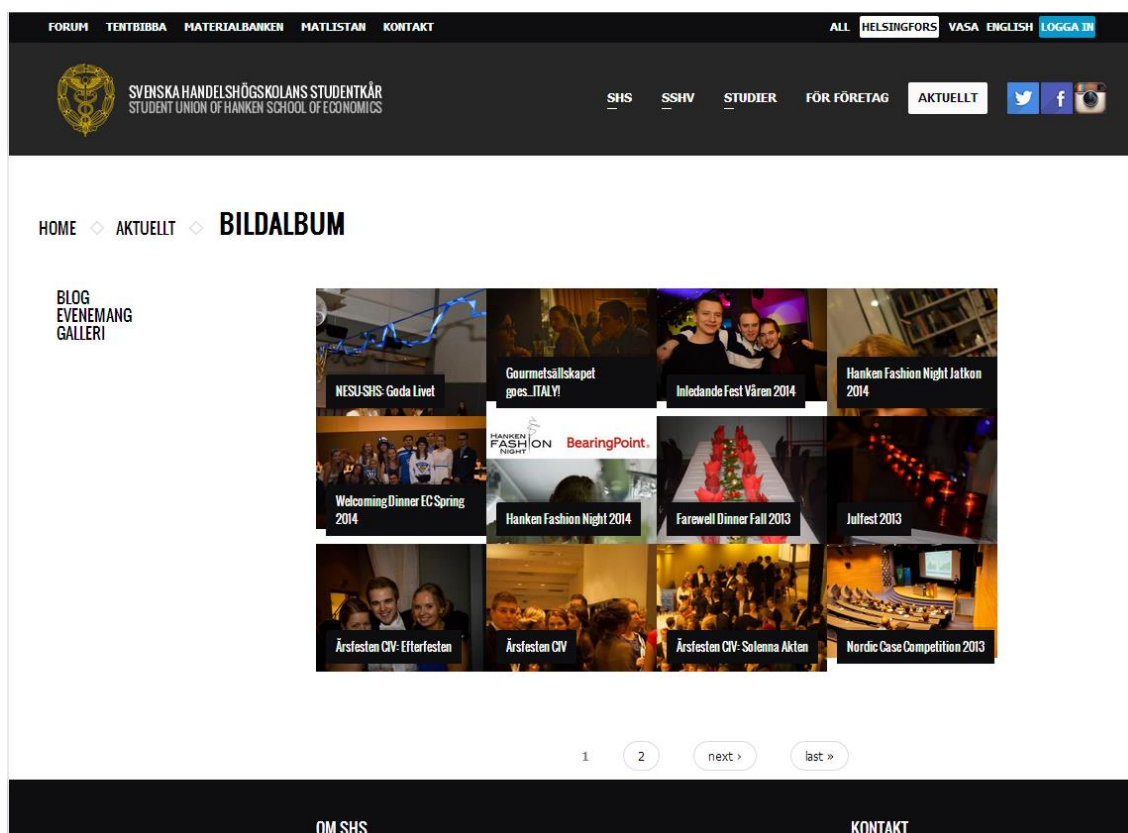 FORUM TENTBIBBA MATERIALBANKEN MATLISTAN KONTAKT ALL HELSINGFORS VASA ENGLISH LOGGA IN
SVENSKA HANDELSHÖGSKOLANS STUDENTKÅR
STUDENT UNION OF HANKEN SCHOOL OF ECONOMICS
SHS SSHV STUDIER FÖR FÖRETAG AKTUELLT
HOME AKTUELLT BILDALBUM
BLOG
EVENEMANG
GALLERI
NESU-SHS: Goda Livet
Gourmetsällskapet
goes...ITALY!
Inledande Fest Våren 2014
Hanken Fashion Night Jatkon
2014
Welcoming Dinner EC Spring
2014
HANKEN
FASHION
NIGHT
BearingPoint.
Hanken Fashion Night 2014
Farewell Dinner Fall 2013
Julfest 2013
Årsfesten CIV: Efterfesten
Årsfesten CIV
Årsfesten CIV: Solenna Akten
Nordic Case Competition 2013
1 2 next › last »
OM SHS KONTAKT